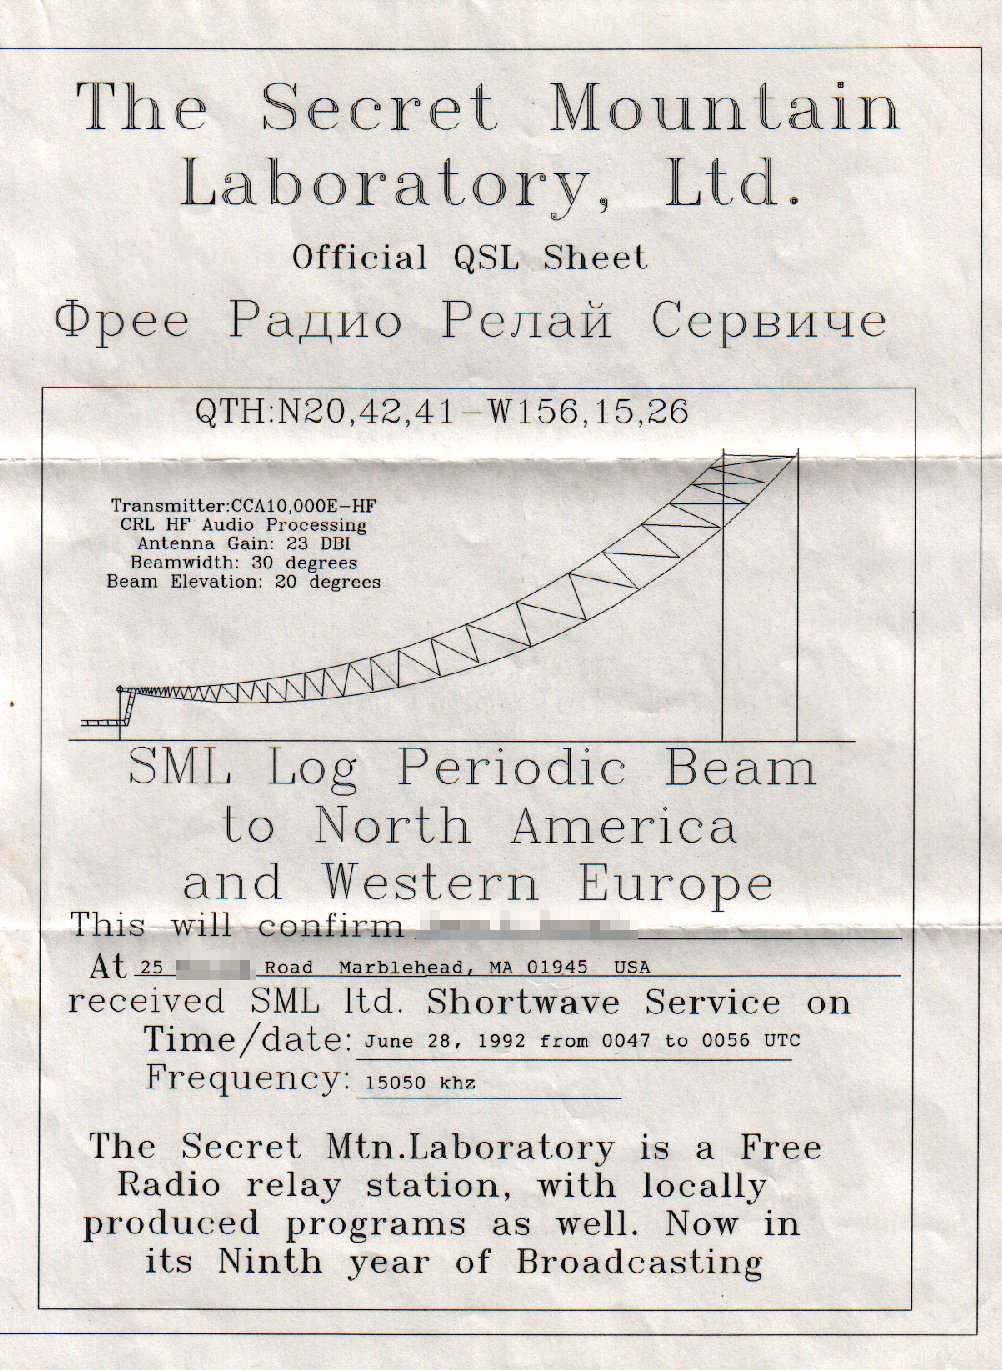 The Secret Mountain
Laboratory, Ltd.
Official QSL Sheet
Фрее Радио Релай Сервиче
QTH:N20,42,41-W156,15,26
Transmitter:CCA10,000E-HF
CRL HF Audio Processing
Antenna Gain: 23 DBI
Beamwidth: 30 degrees
Beam Elevation: 20 degrees
SML Log Periodic Beam
to North America
and Western Europe
This will confirm
At 25 Road Marblehead, MA 01945 USA
received SML ltd. Shortwave Service on
Time/date: June 28, 1992 from 0047 to 0056 UTC
Frequency: 15050 khz
The Secret Mtn.Laboratory is a Free
Radio relay station, with locally
produced programs as well. Now in
its Ninth year of Broadcasting